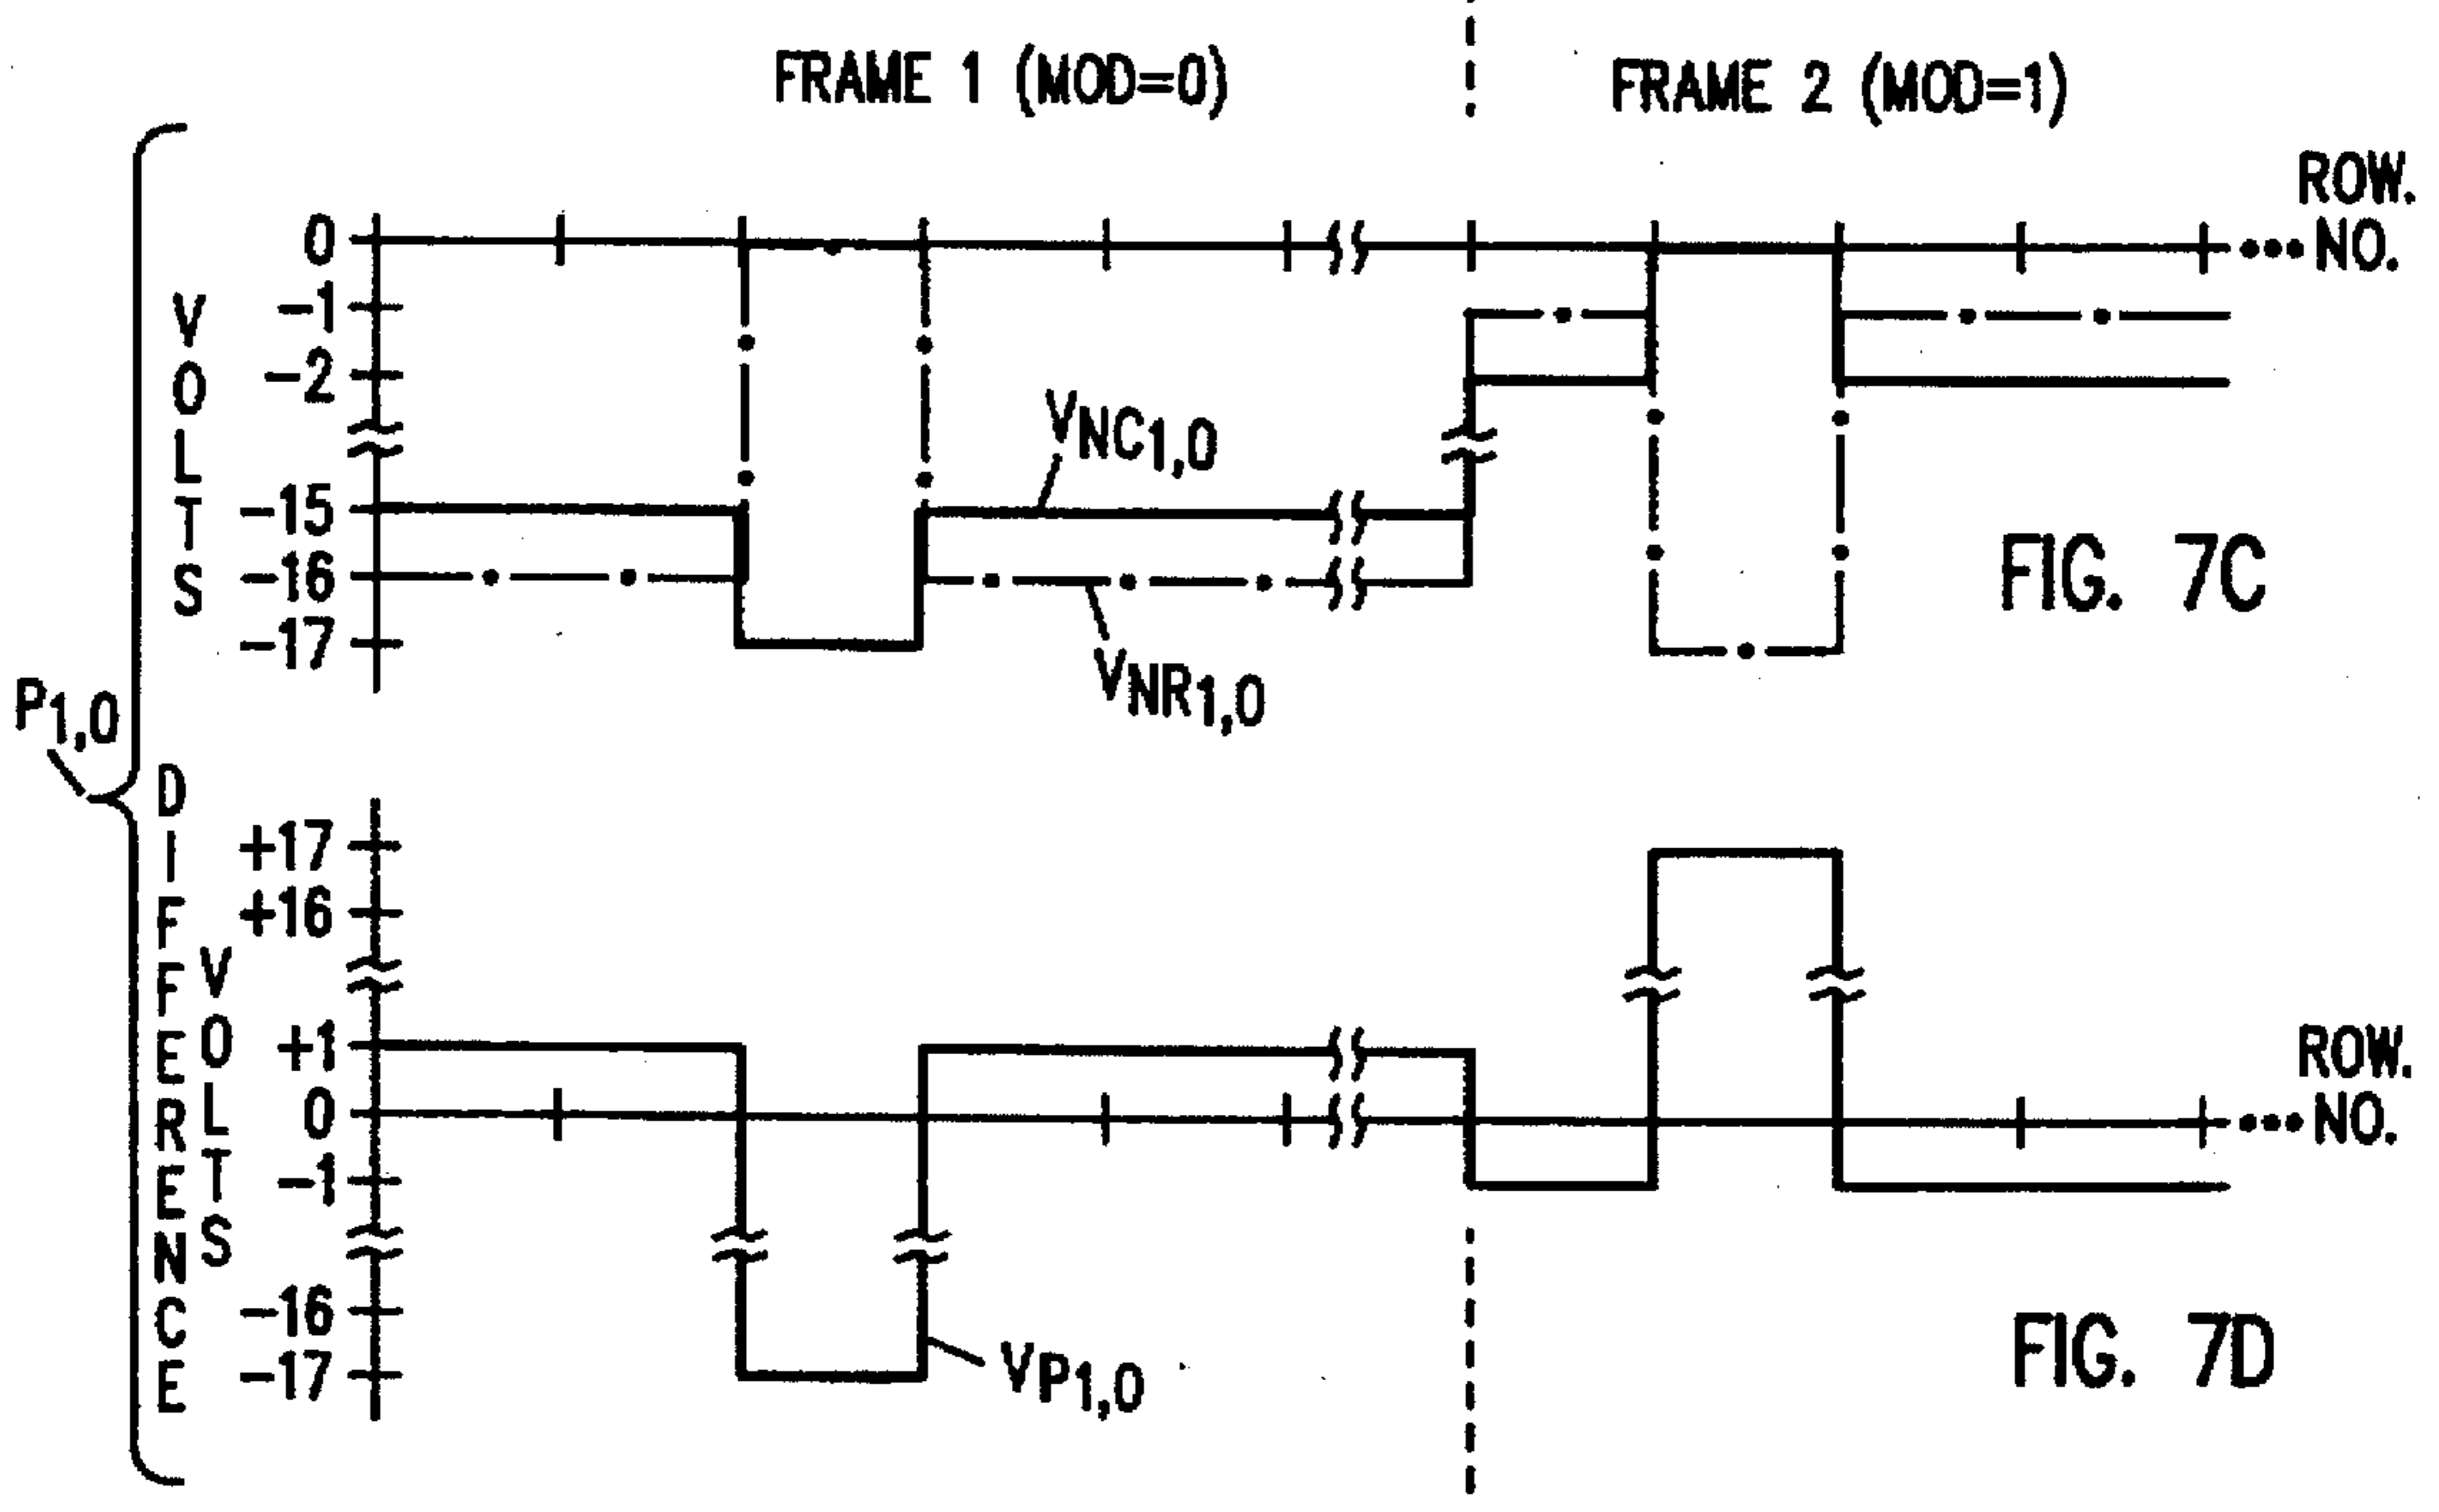 FRAME 1 (MOD=0)
FRAME 2 (MOD=1)
ROW.
NO.
0
-1
-2
-15
-16
-17
VOLTS
VNC1,0
VNR1,0
FIG. 7C
P1,0
DIFFERENCE
VOLTS
+17
+16
+1
0
-1
-16
-17
ROW.
NO.
VP1,0
FIG. 7D